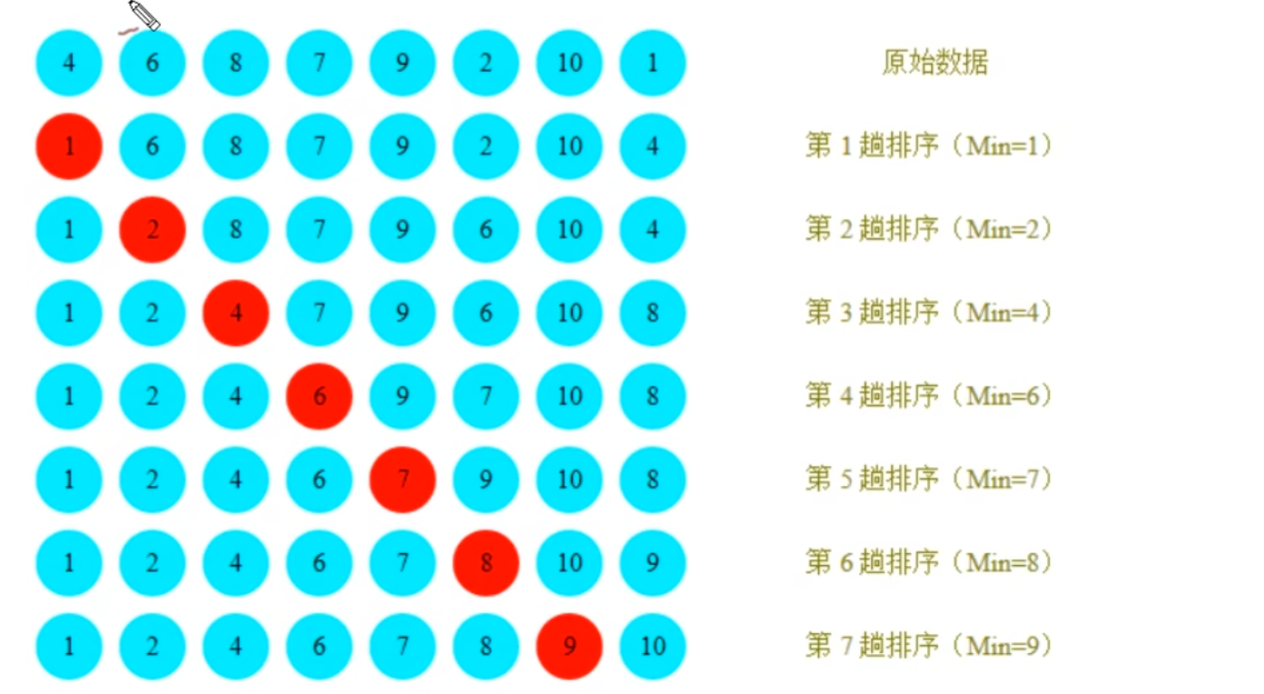 4 6 8 7 9 2 10 1 原始数据
1 6 8 7 9 2 10 4 第 1 趟排序（Min=1）
1 2 8 7 9 6 10 4 第 2 趟排序（Min=2）
1 2 4 7 9 6 10 8 第 3 趟排序（Min=4）
1 2 4 6 9 7 10 8 第 4 趟排序（Min=6）
1 2 4 6 7 9 10 8 第 5 趟排序（Min=7）
1 2 4 6 7 8 10 9 第 6 趟排序（Min=8）
1 2 4 6 7 8 9 10 第 7 趟排序（Min=9）